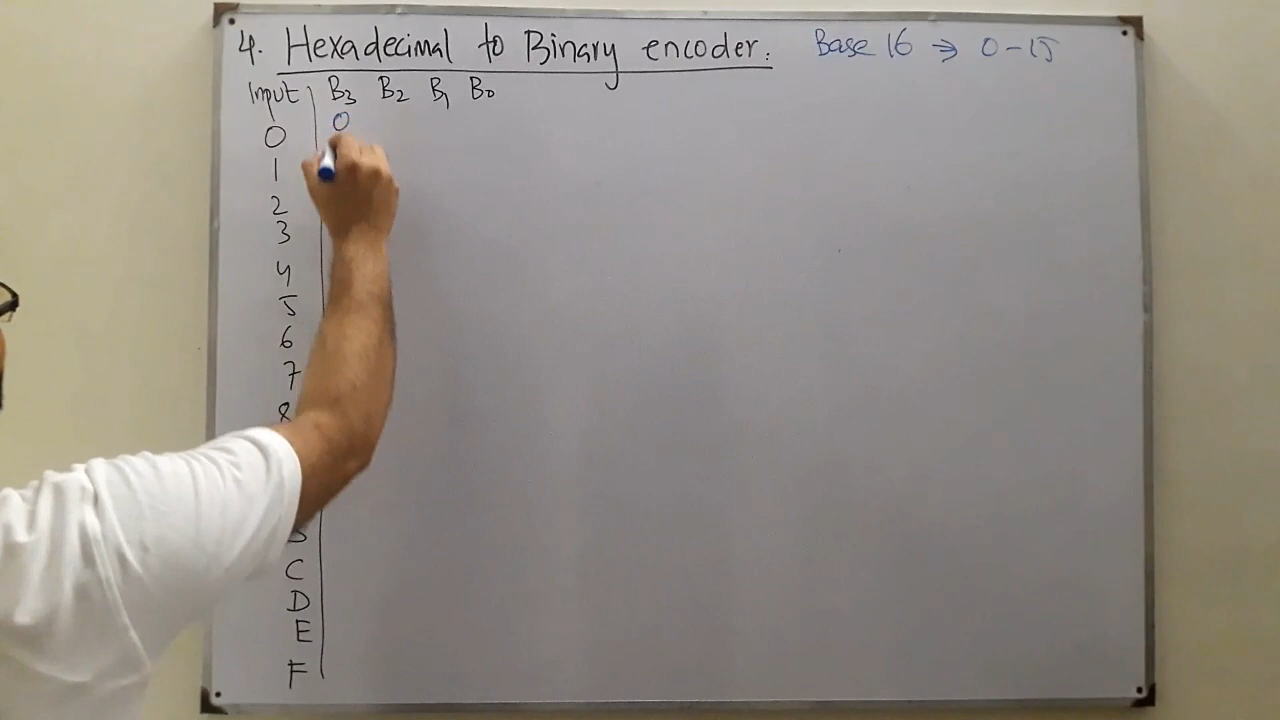 4. Hexadecimal to Binary encoder. Base 16 ⇒ 0-15
Input B3 B2 B1 B0
0 0
1
2
3
4
5
6
7
8
C
D
E
F